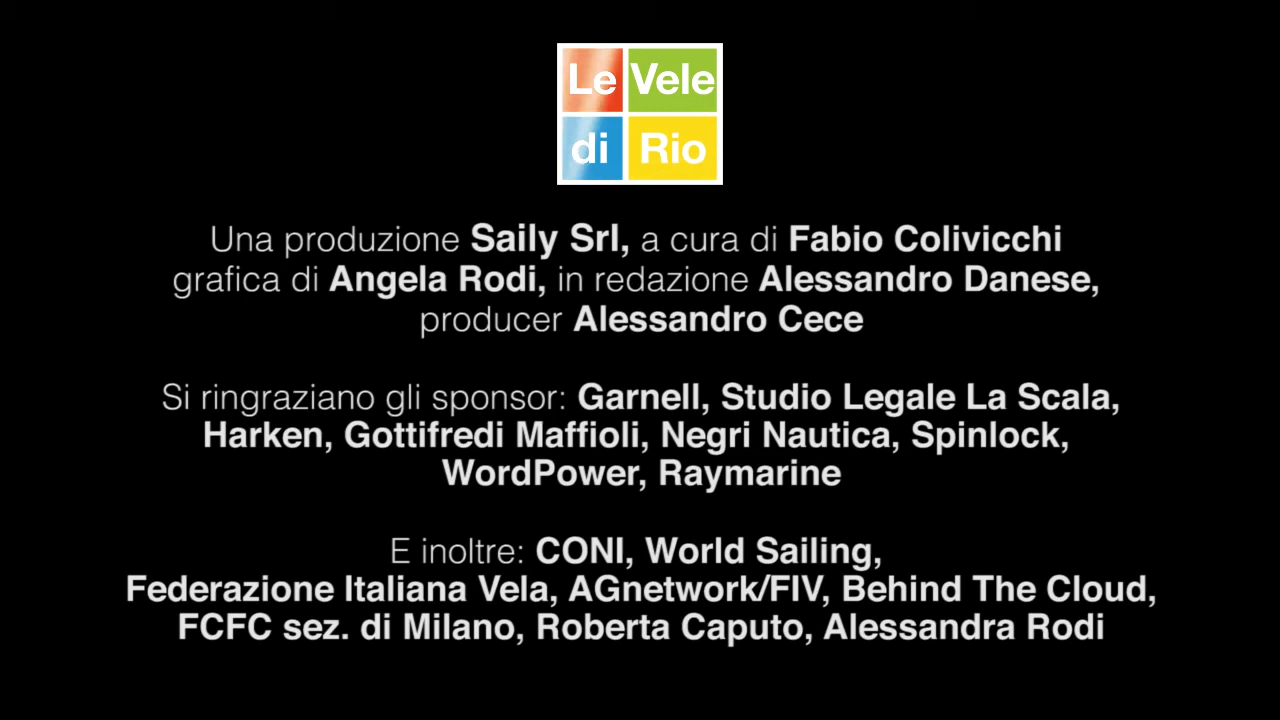 Le Vele
di Rio
Una produzione Saily Srl, a cura di Fabio Colivicchi
grafica di Angela Rodi, in redazione Alessandro Danese,
producer Alessandro Cece
Si ringraziano gli sponsor: Garnell, Studio Legale La Scala,
Harken, Gottifredi Maffioli, Negri Nautica, Spinlock,
WordPower, Raymarine
E inoltre: CONI, World Sailing,
Federazione Italiana Vela, AGnetwork/FIV, Behind The Cloud,
FCFC sez. di Milano, Roberta Caputo, Alessandra Rodi